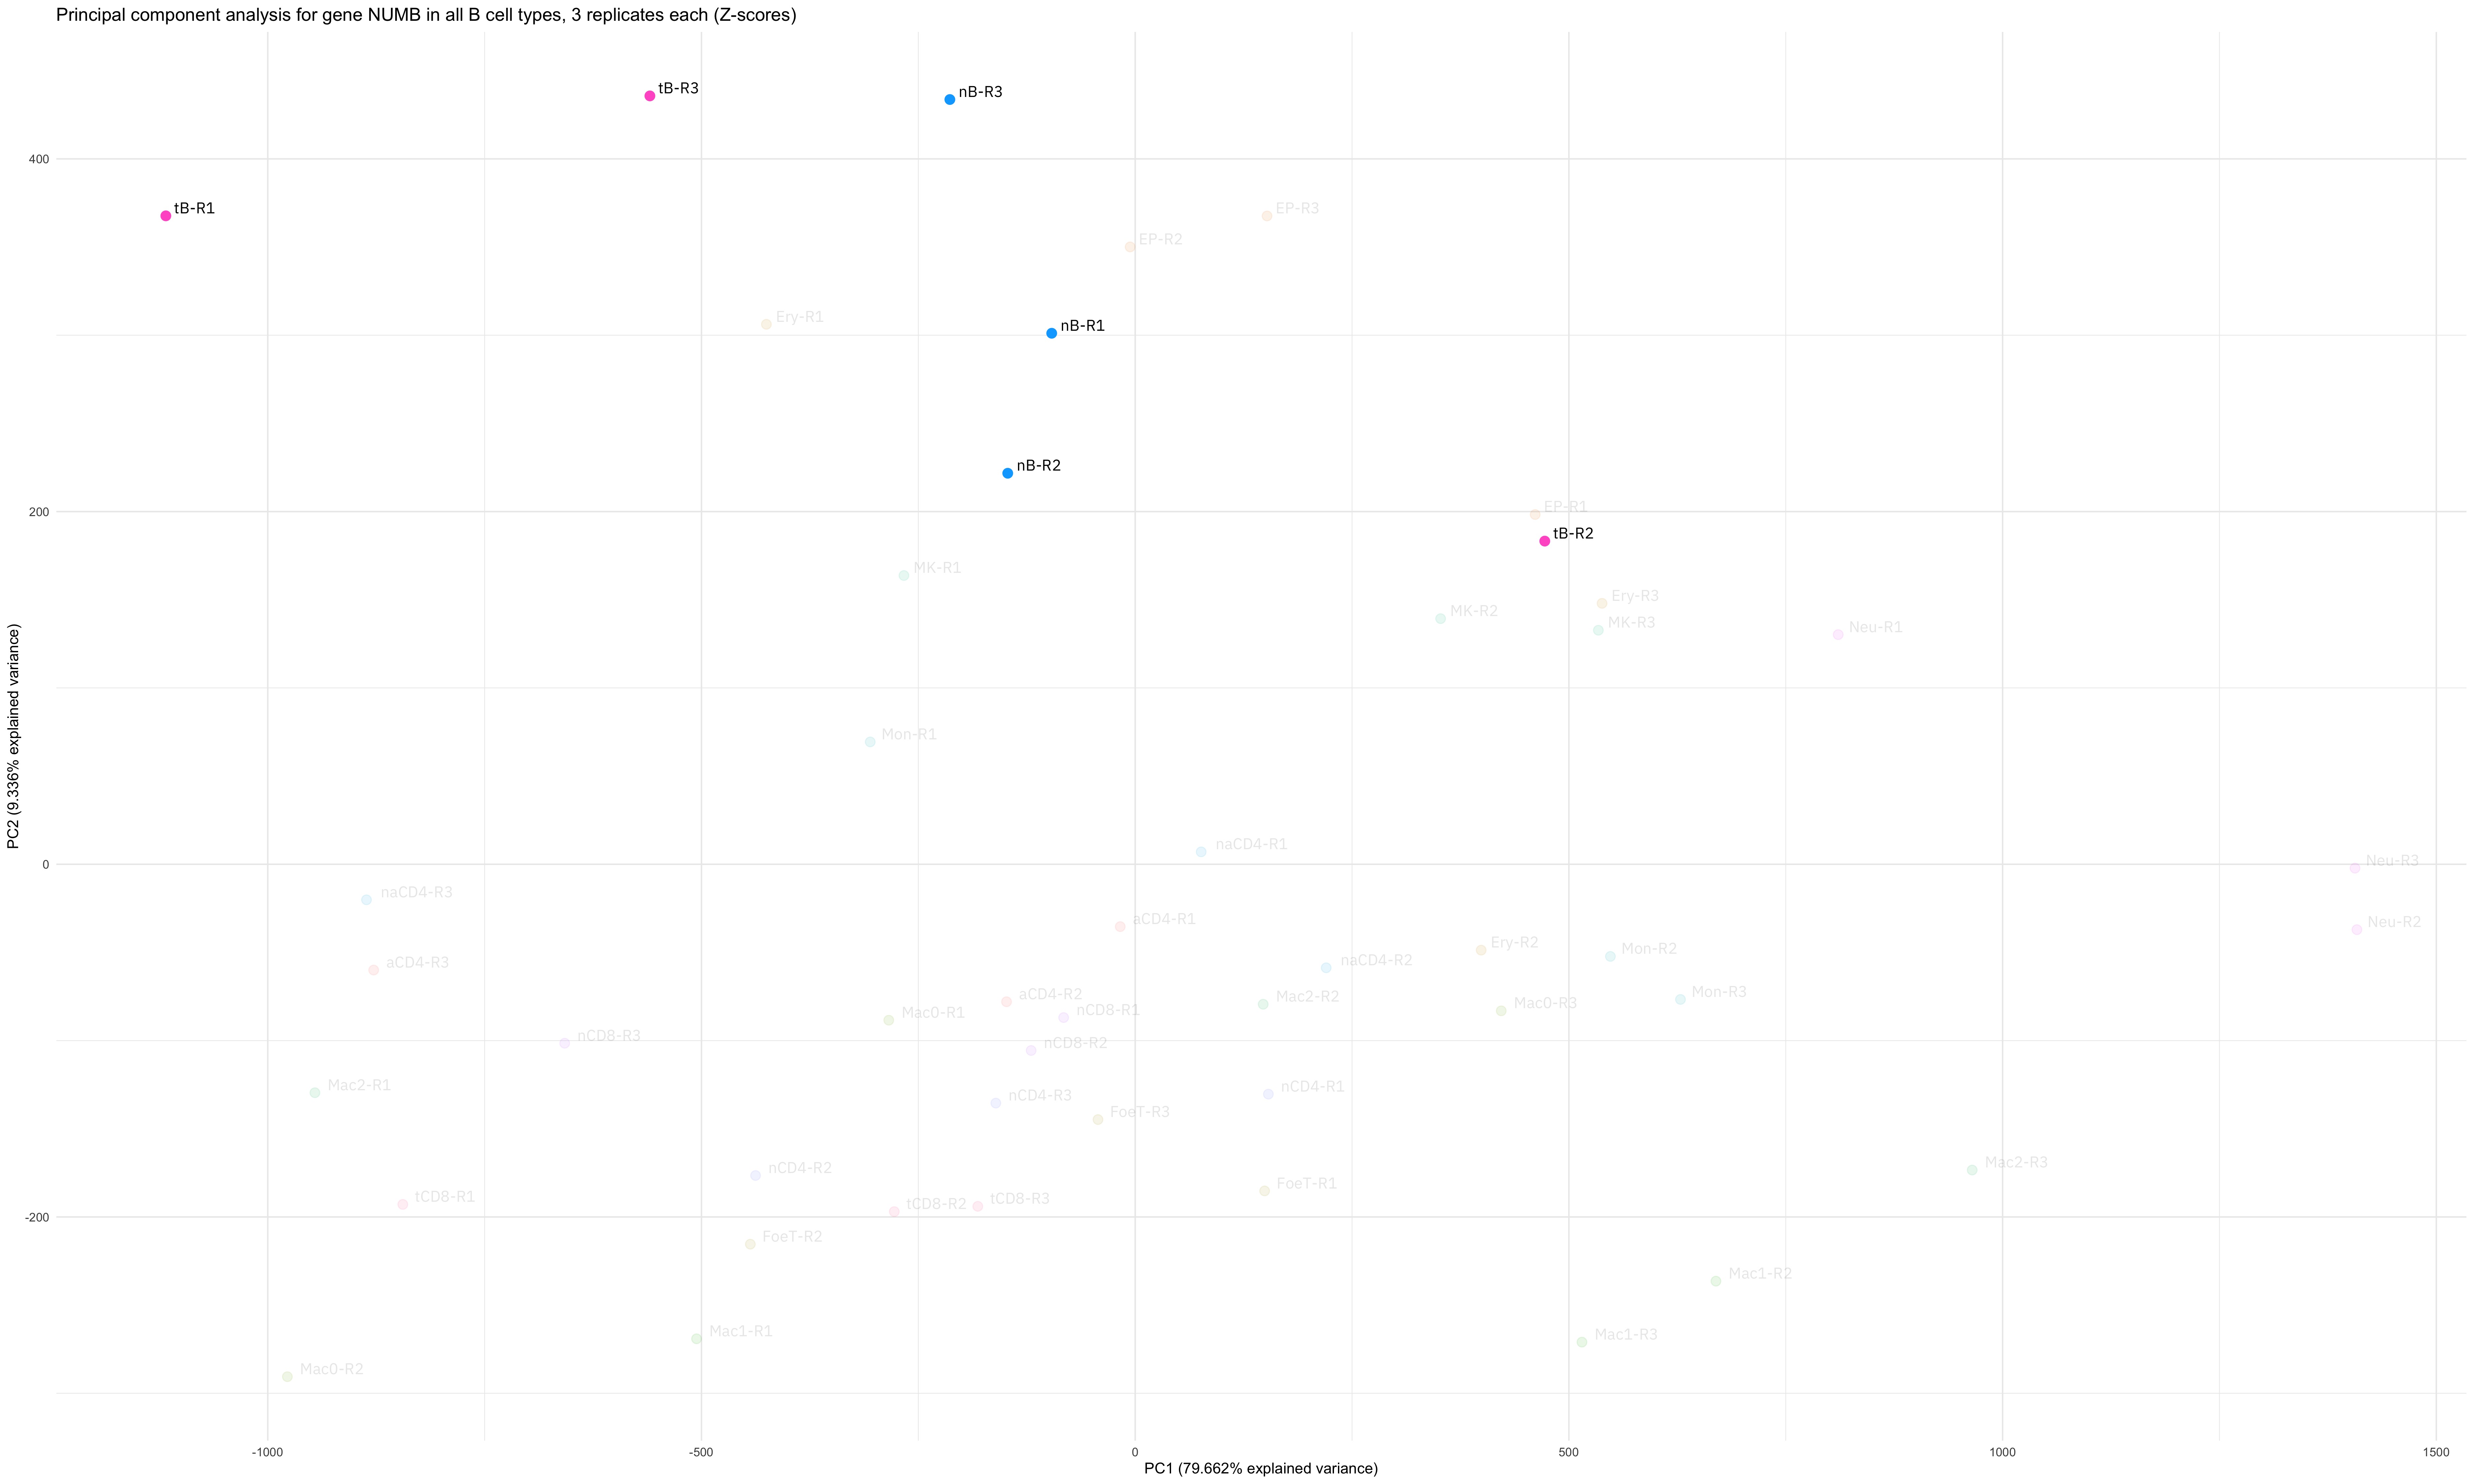 Principal component analysis for gene NUMB in all B cell types, 3 replicates each (Z-scores)
tB-R3
nB-R3
400
tB-R1
EP-R3
EP-R2
Ery-R1
nB-R1
nB-R2
200
EP-R1
tB-R2
MK-R1
Ery-R3
MK-R2
MK-R3
Neu-R1
Mon-R1
PC2 (9.336% explained variance)
naCD4-R1
0
Neu-R3
naCD4-R3
aCD4-R1
Neu-R2
Ery-R2
Mon-R2
aCD4-R3
naCD4-R2
aCD4-R2
Mac2-R2
Mon-R3
Mac0-R3
Mac0-R1
nCD8-R1
nCD8-R3
nCD8-R2
Mac2-R1
nCD4-R1
nCD4-R3
FoeT-R3
nCD4-R2
Mac2-R3
FoeT-R1
tCD8-R1
tCD8-R3
tCD8-R2
-200
FoeT-R2
Mac1-R2
Mac1-R1
Mac1-R3
Mac0-R2
-1000
-500
0
500
1000
1500
PC1 (79.662% explained variance)